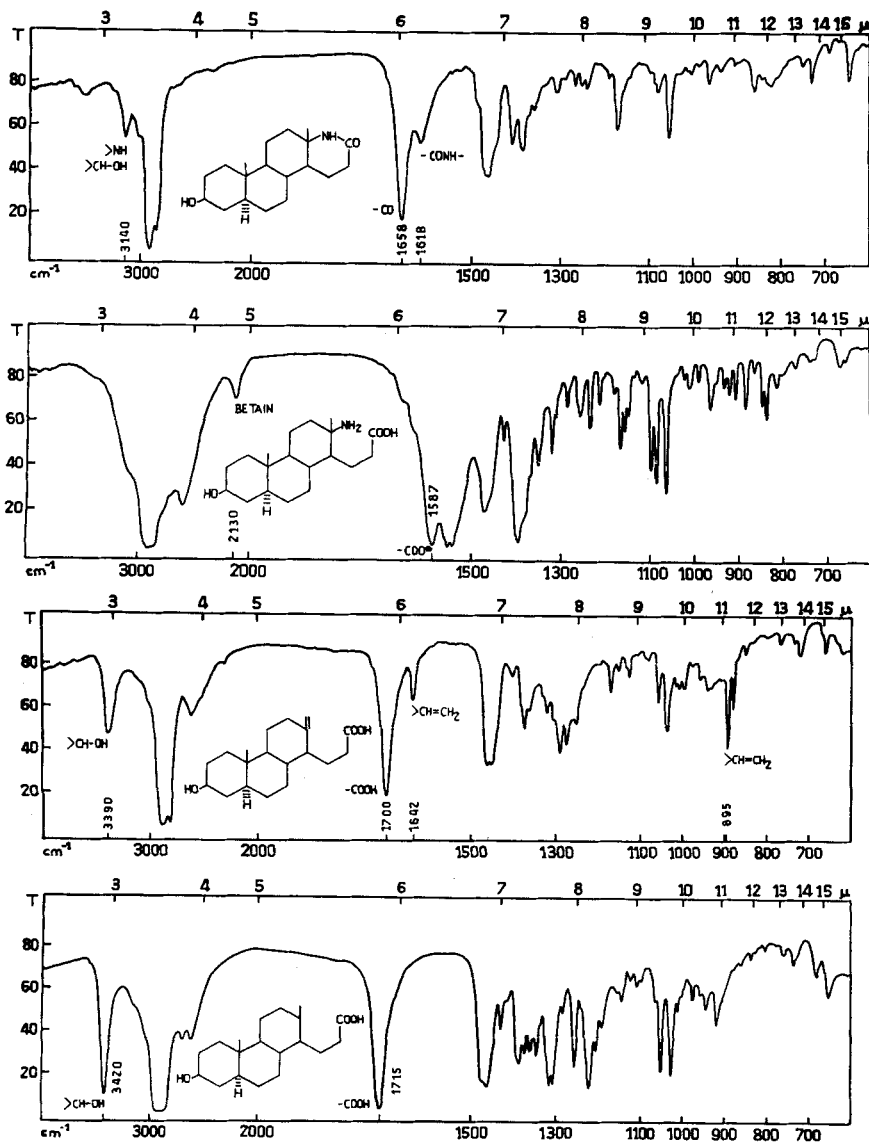 3 4 5 6 7 8 9 10 11 12 13 14 15 μ
T
80
60
40
20
>NH
>CH-OH
3140
HO
H
NH
CO
-CO
1658
1618
-CONH-
cm⁻¹ 3000 2000 1500 1300 1100 1000 900 800 700
3 4 5 6 7 8 9 10 11 12 13 14 15 μ
T
80
60
40
20
BETAIN
2130
HO
H
NH₂
COOH
1587
cm⁻¹ 3000 2000 1500 1300 1100 1000 900 800 700
3 4 5 6 7 8 9 10 11 12 13 14 15 μ
T
80
60
40
20
>CH-OH
3390
HO
H
COOH
-COOH
1700
1642
>CH=CH₂
>CH=CH₂
895
cm⁻¹ 3000 2000 1500 1300 1100 1000 900 800 700
3 4 5 6 7 8 9 10 11 12 13 14 15 μ
T
80
60
40
20
>CH-OH
3420
HO
H
COOH
-COOH
1715
cm⁻¹ 3000 2000 1500 1300 1100 1000 900 800 700